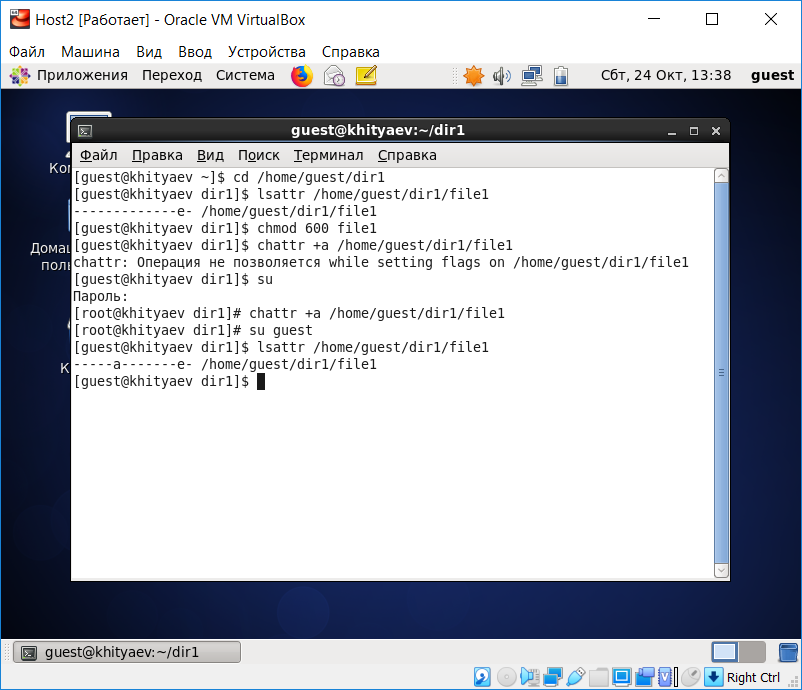 Host2 [Работает] - Oracle VM VirtualBox
Файл Машина Вид Ввод Устройства Справка
Приложения Переход Система Сбт, 24 Окт, 13:38 guest
guest@khityaev:~/dir1
Файл Правка Вид Поиск Терминал Справка
[guest@khityaev ~]$ cd /home/guest/dir1
[guest@khityaev dir1]$ lsattr /home/guest/dir1/file1
-------------e- /home/guest/dir1/file1
[guest@khityaev dir1]$ chmod 600 file1
[guest@khityaev dir1]$ chattr +a /home/guest/dir1/file1
chattr: Операция не позволяется while setting flags on /home/guest/dir1/file1
[guest@khityaev dir1]$ su
Пароль:
[root@khityaev dir1]# chattr +a /home/guest/dir1/file1
[root@khityaev dir1]# su guest
[guest@khityaev dir1]$ lsattr /home/guest/dir1/file1
-----a-------e- /home/guest/dir1/file1
[guest@khityaev dir1]$
guest@khityaev:~/dir1
Right Ctrl